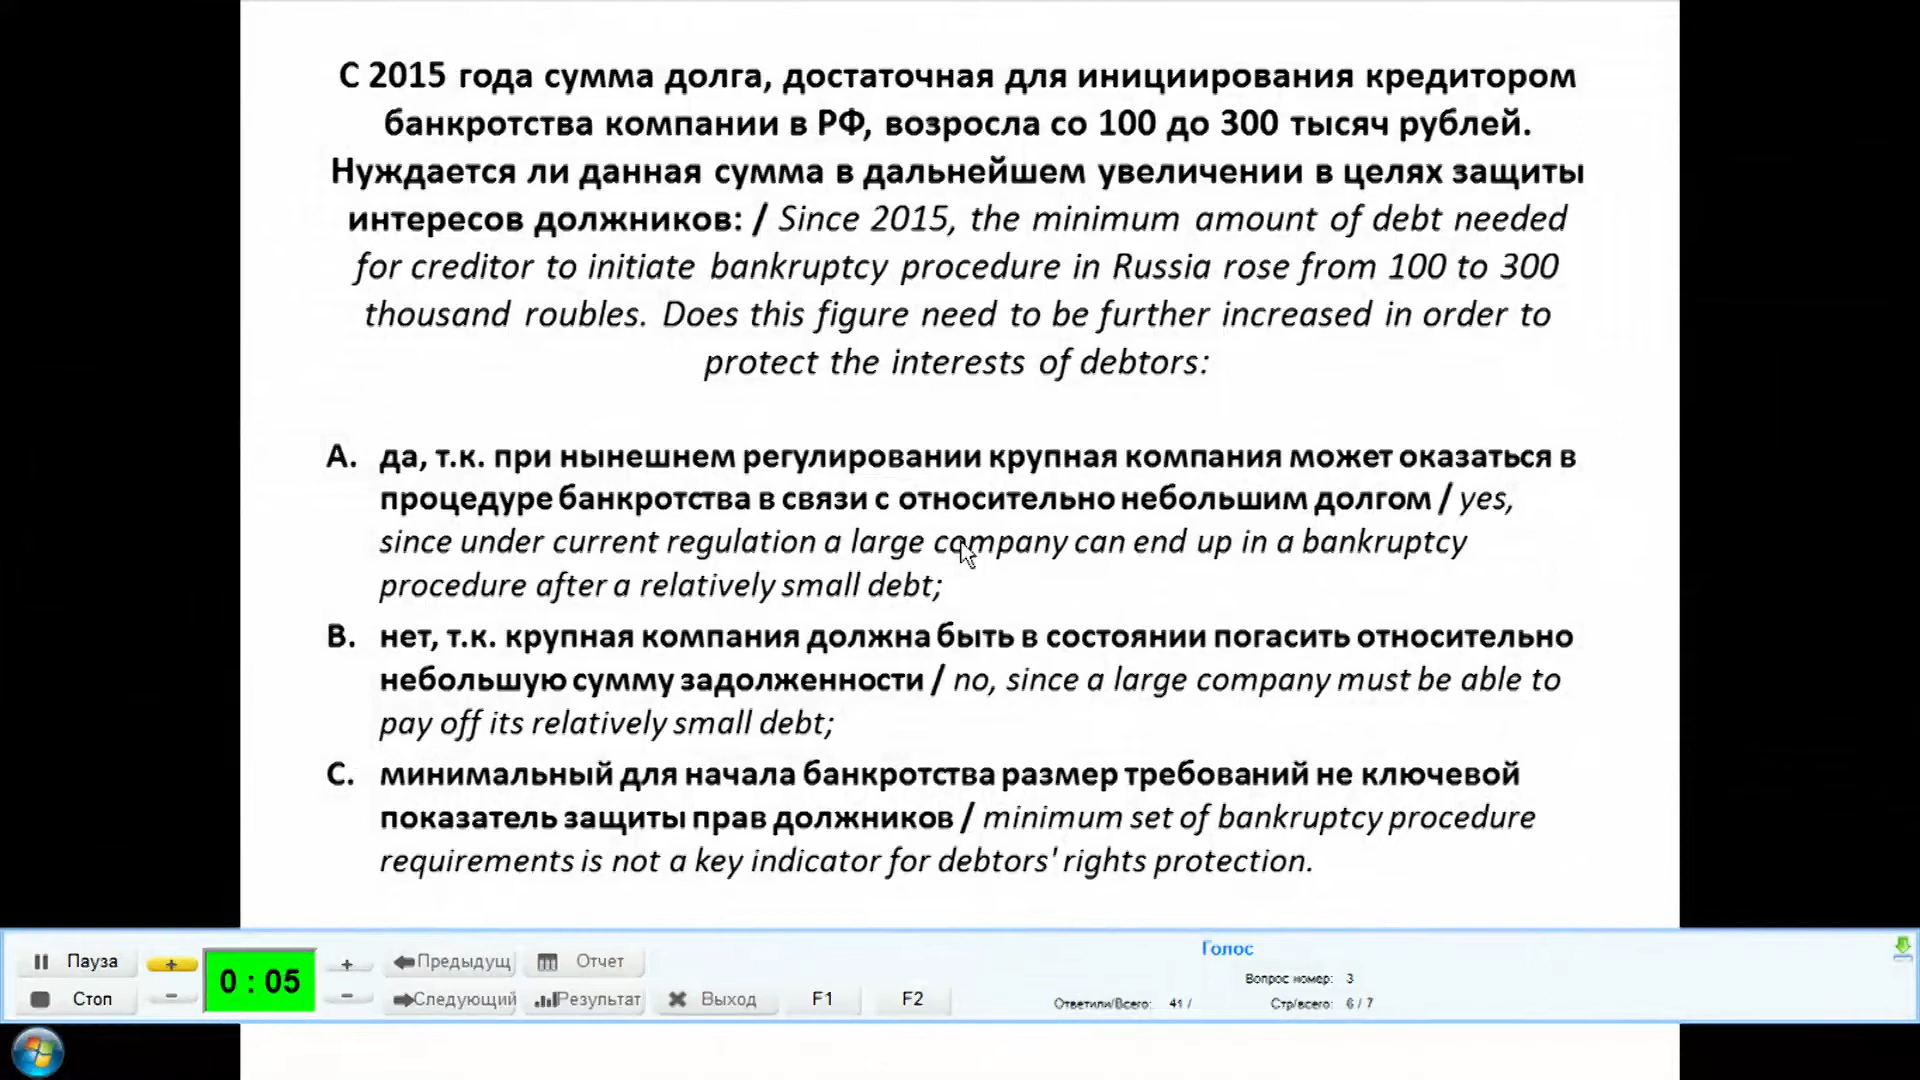 С 2015 года сумма долга, достаточная для инициирования кредитором
банкротства компании в РФ, возросла со 100 до 300 тысяч рублей.
Нуждается ли данная сумма в дальнейшем увеличении в целях защиты
интересов должников: / Since 2015, the minimum amount of debt needed
for creditor to initiate bankruptcy procedure in Russia rose from 100 to 300
thousand roubles. Does this figure need to be further increased in order to
protect the interests of debtors:
A. да, т.к. при нынешнем регулировании крупная компания может оказаться в
процедуре банкротства в связи с относительно небольшим долгом / yes,
since under current regulation a large company can end up in a bankruptcy
procedure after a relatively small debt;
B. нет, т.к. крупная компания должна быть в состоянии погасить относительно
небольшую сумму задолженности / no, since a large company must be able to
pay off its relatively small debt;
C. минимальный для начала банкротства размер требований не ключевой
показатель защиты прав должников / minimum set of bankruptcy procedure
requirements is not a key indicator for debtors' rights protection.
Голос
Пауза + 0 : 05 + Предыдущ Отчет
Вопрос номер: 3
Стоп − − Следующий Результат Выход F1 F2
Ответили/Всего: 41 / Стр/всего: 6 / 7